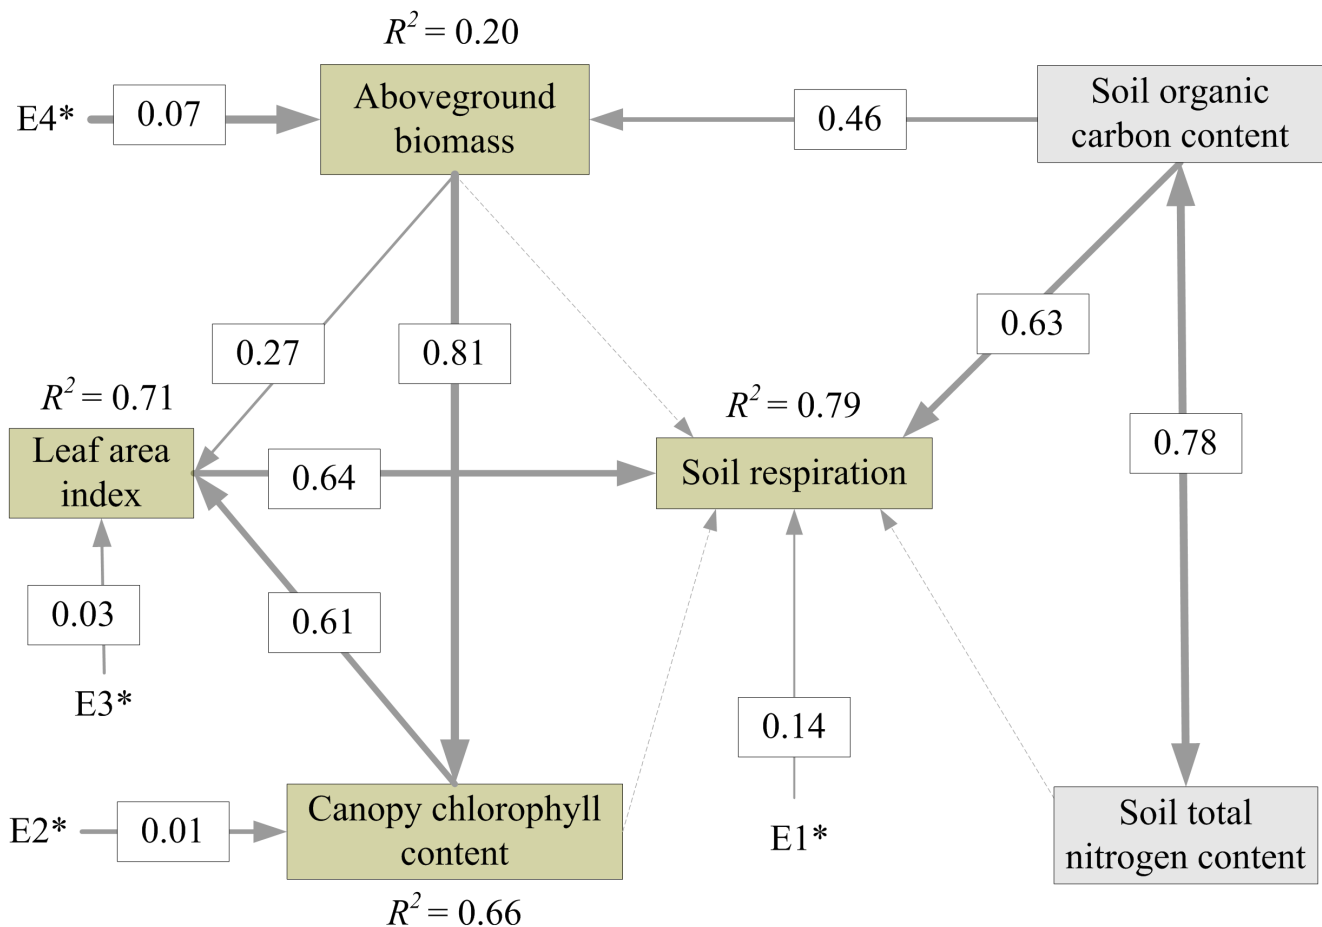 R² = 0.20
E4*
0.07
Aboveground
biomass
0.46
Soil organic
carbon content
0.27
0.81
0.63
R² = 0.71
R² = 0.79
Leaf area
index
0.64
Soil respiration
0.78
0.03
0.61
E3*
0.14
E2*
0.01
Canopy chlorophyll
content
E1*
Soil total
nitrogen content
R² = 0.66